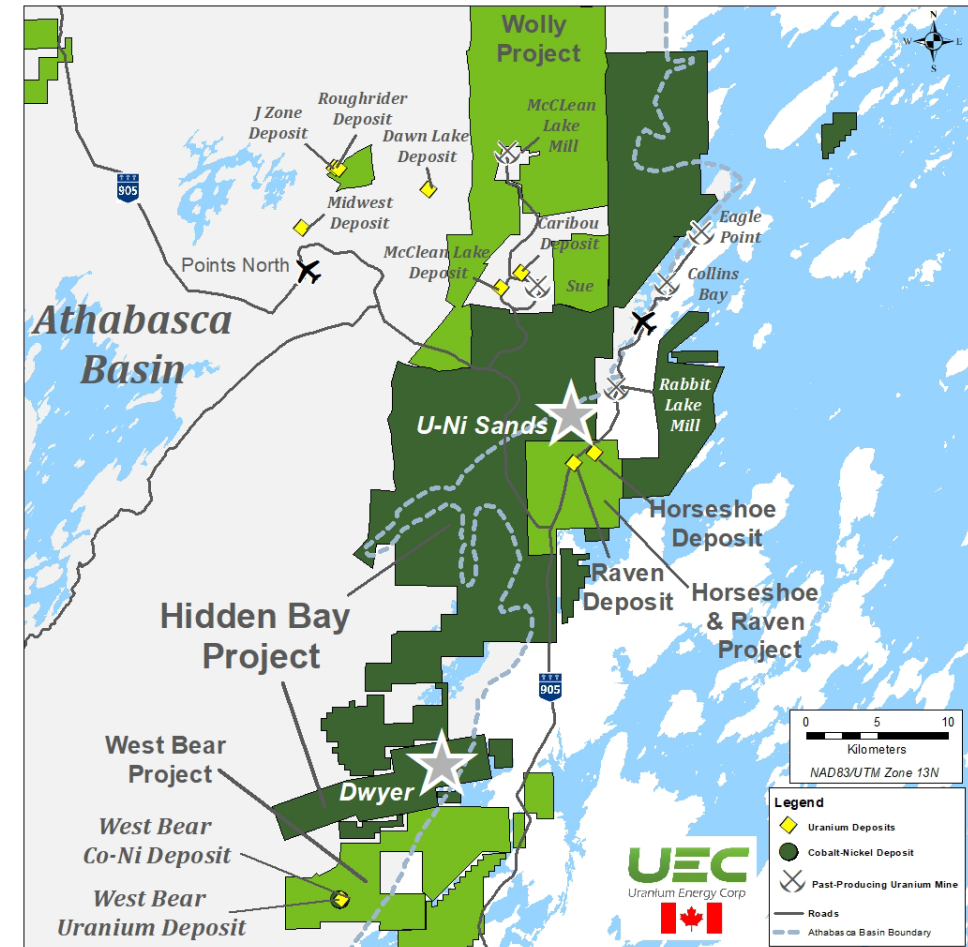 Wolly
Project
N
W
E
S
J Zone
Deposit
Roughrider
Deposit
Dawn Lake
Deposit
McCLean
Lake
Mill
905
Midwest
Deposit
Caribou
Deposit
Eagle
Point
Points North
McClean Lake
Deposit
Sue
Collins
Bay
Athabasca
Basin
Rabbit
Lake
Mill
U-Ni Sands
Horseshoe
Deposit
Raven
Deposit
Horseshoe
& Raven
Project
Hidden Bay
Project
905
West Bear
Project
Dwyer
West Bear
Co-Ni Deposit
West Bear
Uranium Deposit
0 5 10
Kilometers
NAD83/UTM Zone 13N
Legend
Uranium Deposits
Cobalt-Nickel Deposit
Past-Producing Uranium Mine
Roads
Athabasca Basin Boundary
UEC
Uranium Energy Corp